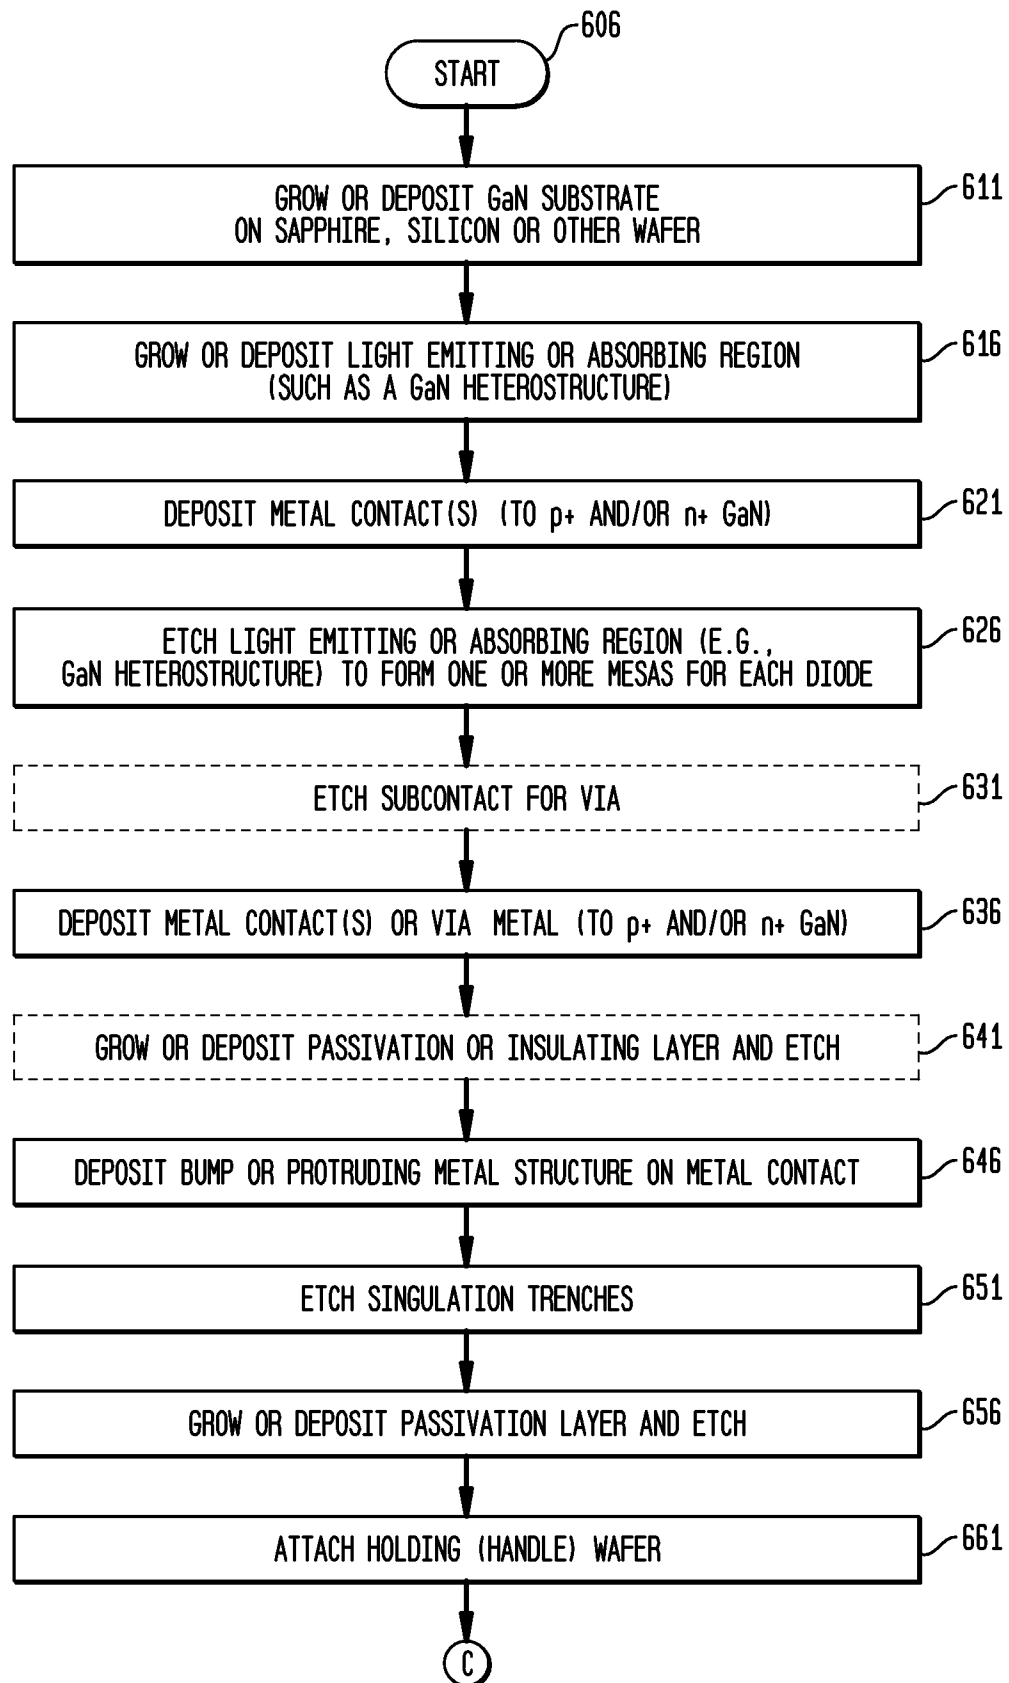 606
START
611
GROW OR DEPOSIT GaN SUBSTRATE
ON SAPPHIRE, SILICON OR OTHER WAFER
616
GROW OR DEPOSIT LIGHT EMITTING OR ABSORBING REGION
(SUCH AS A GaN HETEROSTRUCTURE)
621
DEPOSIT METAL CONTACT(S) (TO p+ AND/OR n+ GaN)
626
ETCH LIGHT EMITTING OR ABSORBING REGION (E.G.,
GaN HETEROSTRUCTURE) TO FORM ONE OR MORE MESAS FOR EACH DIODE
631
ETCH SUBCONTACT FOR VIA
636
DEPOSIT METAL CONTACT(S) OR VIA METAL (TO p+ AND/OR n+ GaN)
641
GROW OR DEPOSIT PASSIVATION OR INSULATING LAYER AND ETCH
646
DEPOSIT BUMP OR PROTRUDING METAL STRUCTURE ON METAL CONTACT
651
ETCH SINGULATION TRENCHES
656
GROW OR DEPOSIT PASSIVATION LAYER AND ETCH
661
ATTACH HOLDING (HANDLE) WAFER
C